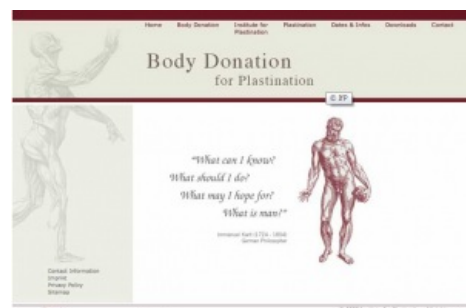 Home Body Donation Institute for Plastination Plastination Dates & Infos Downloads Contact
Body Donation
for Plastination
© IfP
"What can I know?
What should I do?
What may I hope for?
What is man?"
Immanuel Kant (1724 - 1804)
German Philosopher
Contact Information
Imprint
Privacy Policy
Sitemap